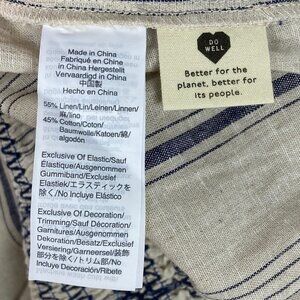 Made in China
Fabriqué en China
in China Hergestellt
Vervaardigd in China
中国製
Hecho en China
55% Linen/Lin/Leinen/Linnen/
麻/lino
45% Cotton/Coton/
Baumwolle/Katoen/綿/
algodón
Exclusive Of Elastic/Sauf
Élastique/Ausgenommen
Gummiband/Exclusief
Elastiek/エラスティックを
除く/No Incluye Elástico
Exclusive Of Decoration/
Trimming/Sauf Décoration/
Garnitures/Ausgenommen
Dekoration/Besatz/Exclusief
Versiering/Garneersel/デコ
部分を除く/トリム部/No
Incluye Decoración/Ribete
DO
WELL
Better for the
planet, better for
its people.